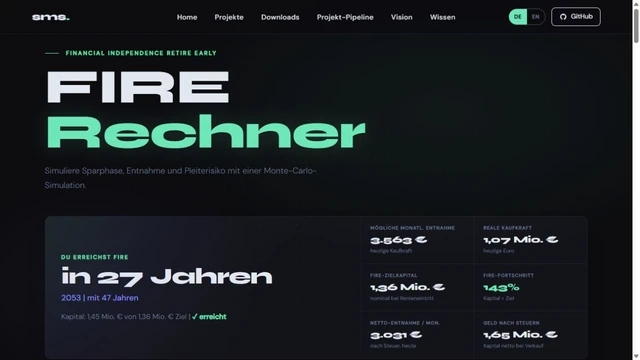 sms.
Home Projekte Downloads Projekt-Pipeline Vision Wissen
DE EN GitHub
FINANCIAL INDEPENDENCE RETIRE EARLY
FIRE
Rechner
Simuliere Sparphase, Entnahme und Pleiterisiko mit einer Monte-Carlo-
Simulation.
DU ERREICHST FIRE
in 27 Jahren
2053 | mit 47 Jahren
Kapital: 1,45 Mio. € von 1,36 Mio. € Ziel | ✓ erreicht
MÖGLICHE MONATL. ENTNAHME
3.563 €
heutige Kaufkraft
REALE KAUFKRAFT
1,07 Mio. €
heutige Euro
FIRE-ZIELKAPITAL
1,36 Mio. €
nominal bei Renteneintritt
FIRE-FORTSCHRITT
143%
Kapital ÷ Ziel
NETTO-ENTNAHME / MON.
3.031 €
nach Steuer, heute
GELD NACH STEUERN
1,65 Mio. €
Kapital netto bei Verkauf